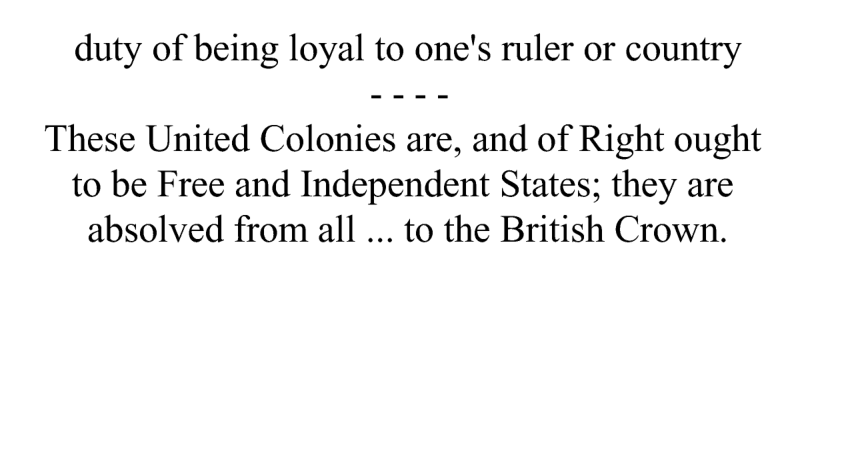 duty of being loyal to one's ruler or country
- - - -
These United Colonies are, and of Right ought
to be Free and Independent States; they are
absolved from all ... to the British Crown.